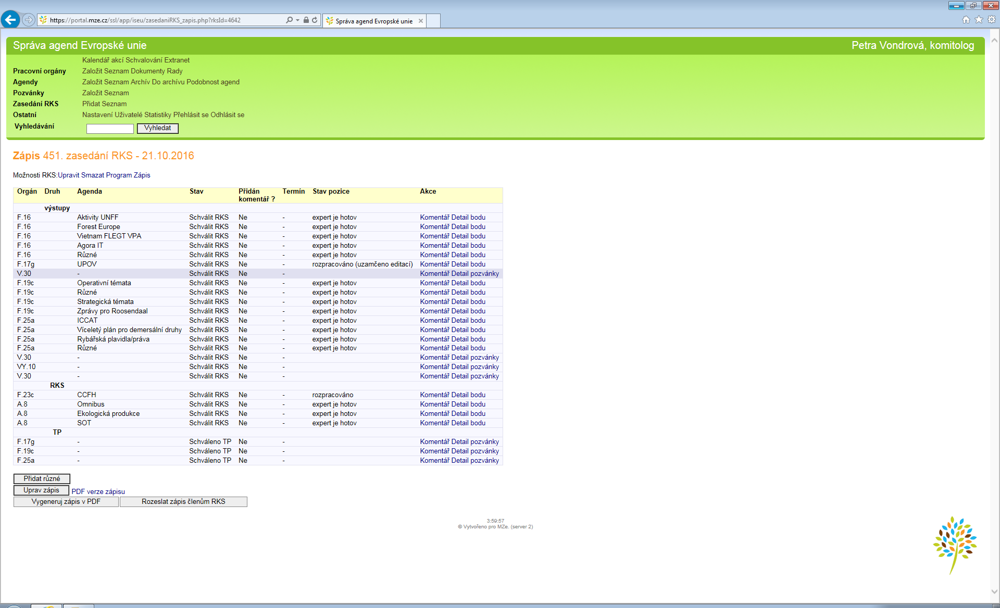 https://portal.mze.cz/ssl/app/iseu/zasedaniRKS_zapis.php?rksId=4642
Správa agend Evropské unie
Správa agend Evropské unie
Petra Vondrová, komitolog
Kalendář akcí Schvalování Extranet
Pracovní orgány Založit Seznam Dokumenty Rady
Agendy Založit Seznam Archív Do archívu Podobnost agend
Pozvánky Založit Seznam
Zasedání RKS Přidat Seznam
Ostatní Nastavení Uživatelé Statistiky Přehlásit se Odhlásit se
Vyhledávání Vyhledat
Zápis 451. zasedání RKS - 21.10.2016
Možnosti RKS:Upravit Smazat Program Zápis
Orgán Druh Agenda Stav Přidán komentář ? Termín Stav pozice Akce
výstupy
F.16 Aktivity UNFF Schválit RKS Ne - expert je hotov Komentář Detail bodu
F.16 Forest Europe Schválit RKS Ne - expert je hotov Komentář Detail bodu
F.16 Vietnam FLEGT VPA Schválit RKS Ne - expert je hotov Komentář Detail bodu
F.16 Agora IT Schválit RKS Ne - expert je hotov Komentář Detail bodu
F.16 Různé Schválit RKS Ne - expert je hotov Komentář Detail bodu
F.17g UPOV Schválit RKS Ne - rozpracováno (uzamčeno editací) Komentář Detail bodu
V.30 - Schválit RKS Ne - Komentář Detail pozvánky
F.19c Operativní témata Schválit RKS Ne - expert je hotov Komentář Detail bodu
F.19c Různé Schválit RKS Ne - expert je hotov Komentář Detail bodu
F.19c Strategická témata Schválit RKS Ne - expert je hotov Komentář Detail bodu
F.19c Zprávy pro Roosendaal Schválit RKS Ne - expert je hotov Komentář Detail bodu
F.25a ICCAT Schválit RKS Ne - expert je hotov Komentář Detail bodu
F.25a Víceletý plán pro demersální druhy Schválit RKS Ne - expert je hotov Komentář Detail bodu
F.25a Rybářská plavidla/práva Schválit RKS Ne - expert je hotov Komentář Detail bodu
F.25a Různé Schválit RKS Ne - expert je hotov Komentář Detail bodu
V.30 - Schválit RKS Ne - Komentář Detail pozvánky
VY.10 - Schválit RKS Ne - Komentář Detail pozvánky
V.30 - Schválit RKS Ne - Komentář Detail pozvánky
RKS
F.23c CCFH Schválit RKS Ne - rozpracováno Komentář Detail bodu
A.8 Omnibus Schválit RKS Ne - expert je hotov Komentář Detail bodu
A.8 Ekologická produkce Schválit RKS Ne - expert je hotov Komentář Detail bodu
A.8 SOT Schválit RKS Ne - expert je hotov Komentář Detail bodu
TP
F.17g - Schváleno TP Ne - Komentář Detail pozvánky
F.19c - Schváleno TP Ne - Komentář Detail pozvánky
F.25a - Schváleno TP Ne - Komentář Detail pozvánky
Přidat různé
Uprav zápis PDF verze zápisu
Vygeneruj zápis v PDF Rozeslat zápis členům RKS
3:59:57
© Vytvořeno pro MZe. (server 2)